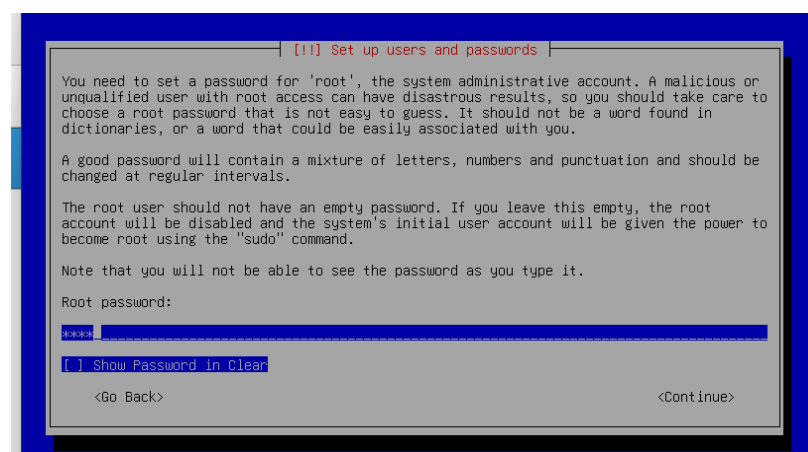 [!!] Set up users and passwords
You need to set a password for 'root', the system administrative account. A malicious or
unqualified user with root access can have disastrous results, so you should take care to
choose a root password that is not easy to guess. It should not be a word found in
dictionaries, or a word that could be easily associated with you.
A good password will contain a mixture of letters, numbers and punctuation and should be
changed at regular intervals.
The root user should not have an empty password. If you leave this empty, the root
account will be disabled and the system's initial user account will be given the power to
become root using the "sudo" command.
Note that you will not be able to see the password as you type it.
Root password:
****
[ ] Show Password in Clear
<Go Back> <Continue>